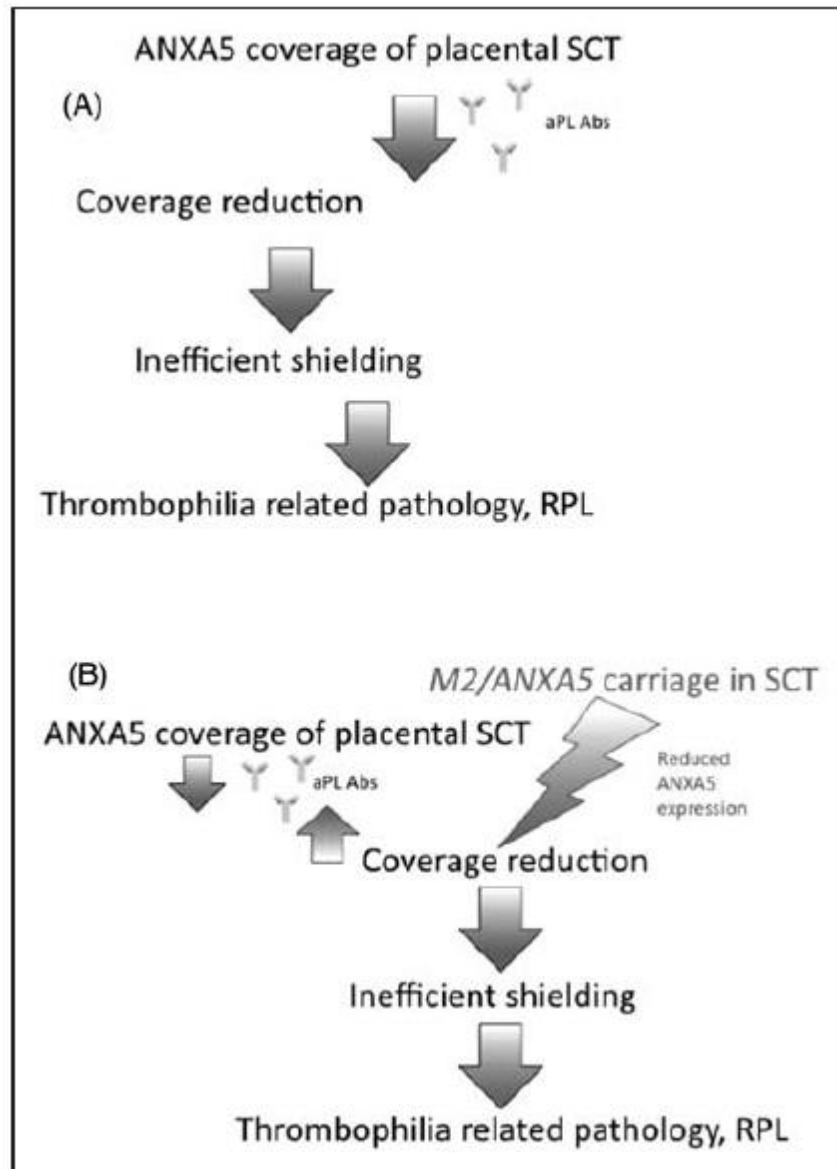 ANXA5 coverage of placental SCT
(A)
aPL Abs
Coverage reduction
Inefficient shielding
Thrombophilia related pathology, RPL
(B)
M2/ANXA5 carriage in SCT
ANXA5 coverage of placental SCT
aPL Abs
Reduced
ANXA5
expression
Coverage reduction
Inefficient shielding
Thrombophilia related pathology, RPL